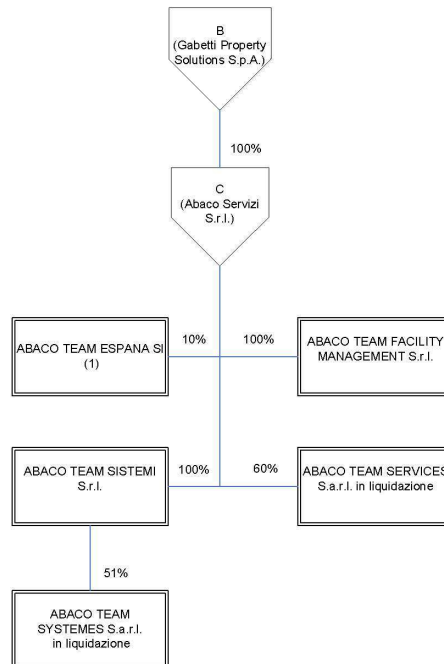 B
(Gabetti Property
Solutions S.p.A.)
100%
C
(Abaco Servizi
S.r.l.)
ABACO TEAM ESPANA Sl
(1)
10%
100%
ABACO TEAM FACILITY
MANAGEMENT S.r.l.
ABACO TEAM SISTEMI
S.r.l.
100%
60%
ABACO TEAM SERVICES
S.a.r.l. in liquidazione
51%
ABACO TEAM
SYSTEMES S.a.r.l.
in liquidazione